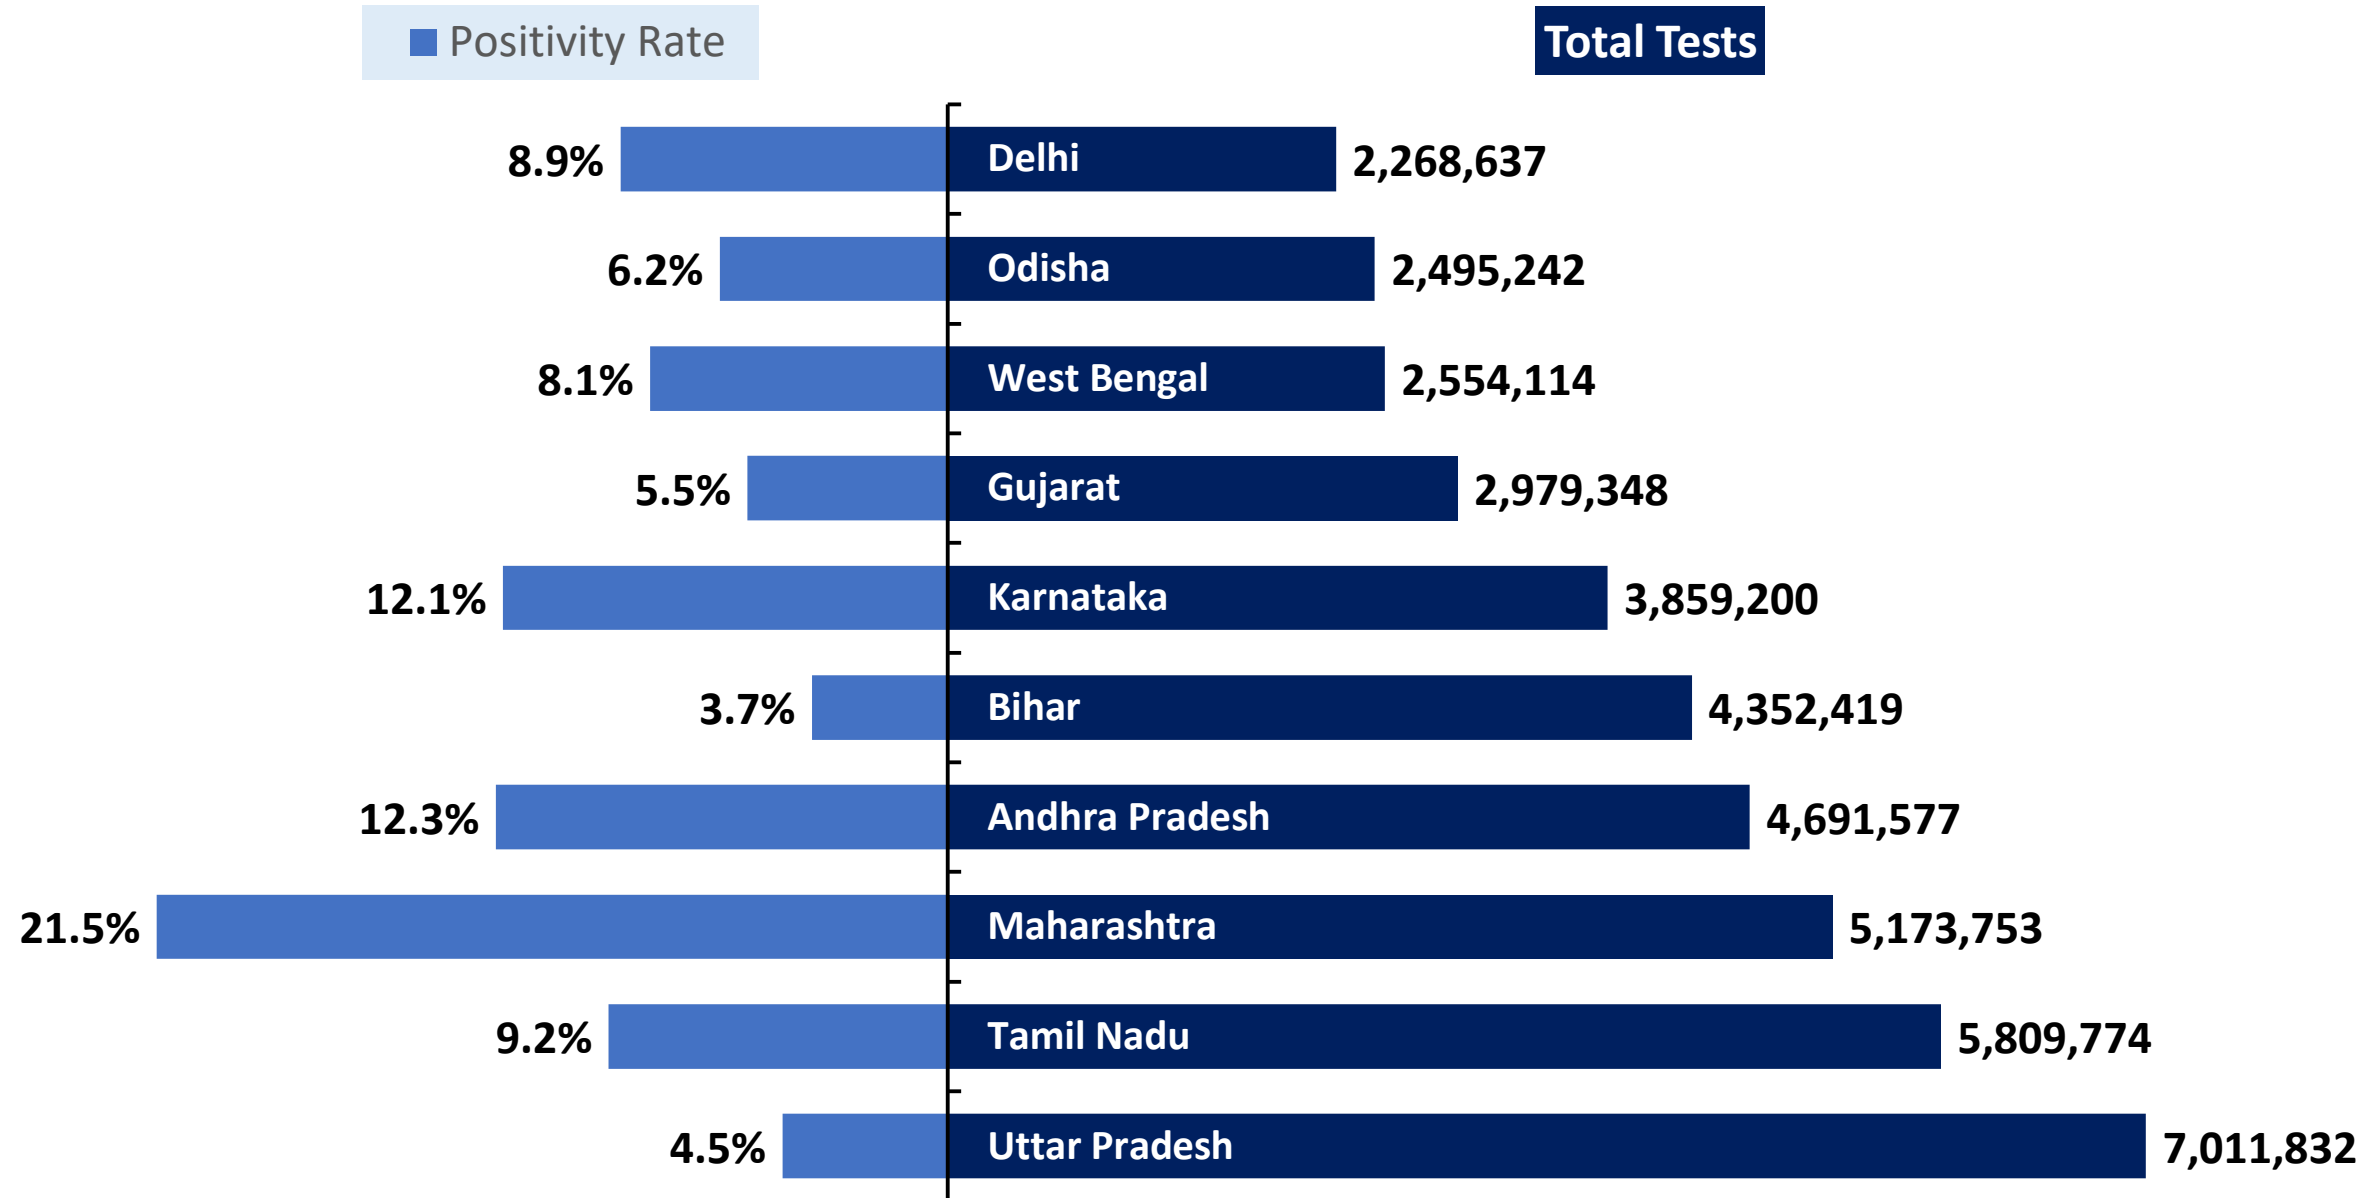 Positivity Rate Total Tests
8.9% Delhi 2,268,637
6.2% Odisha 2,495,242
8.1% West Bengal 2,554,114
5.5% Gujarat 2,979,348
12.1% Karnataka 3,859,200
3.7% Bihar 4,352,419
12.3% Andhra Pradesh 4,691,577
21.5% Maharashtra 5,173,753
9.2% Tamil Nadu 5,809,774
4.5% Uttar Pradesh 7,011,832